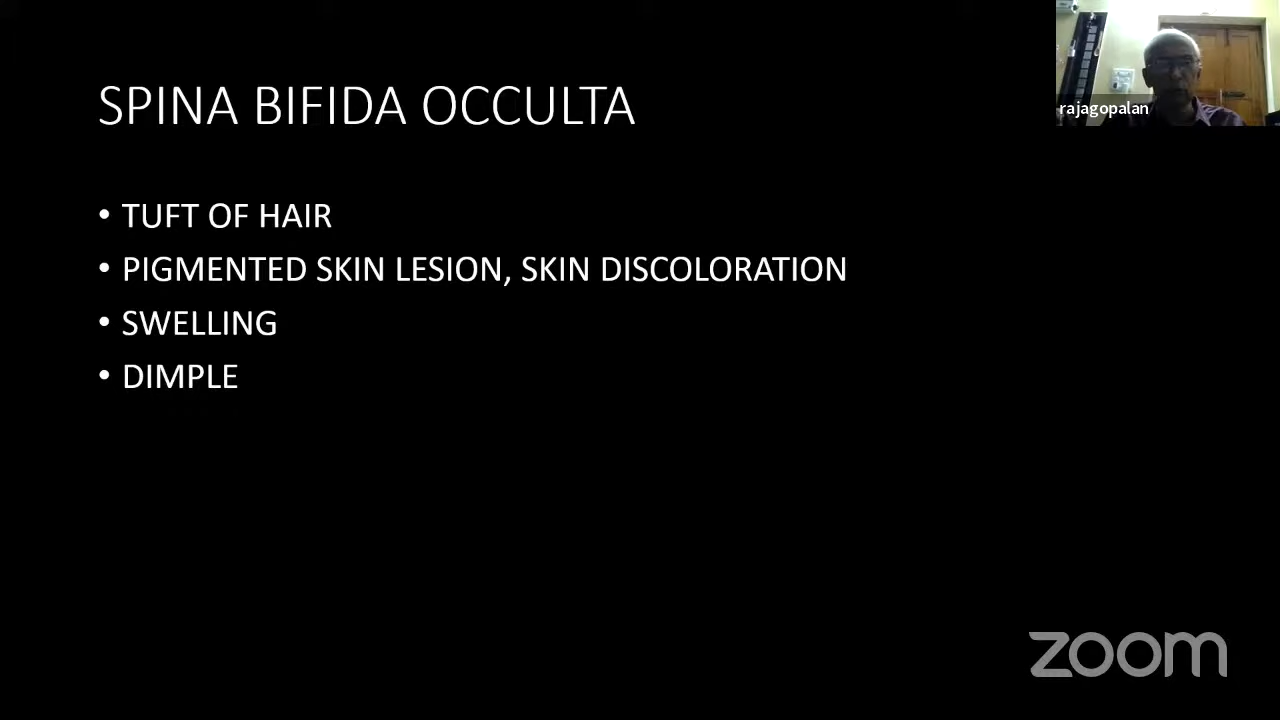 SPINA BIFIDA OCCULTA
rajagopalan
• TUFT OF HAIR
• PIGMENTED SKIN LESION, SKIN DISCOLORATION
• SWELLING
• DIMPLE
zoom